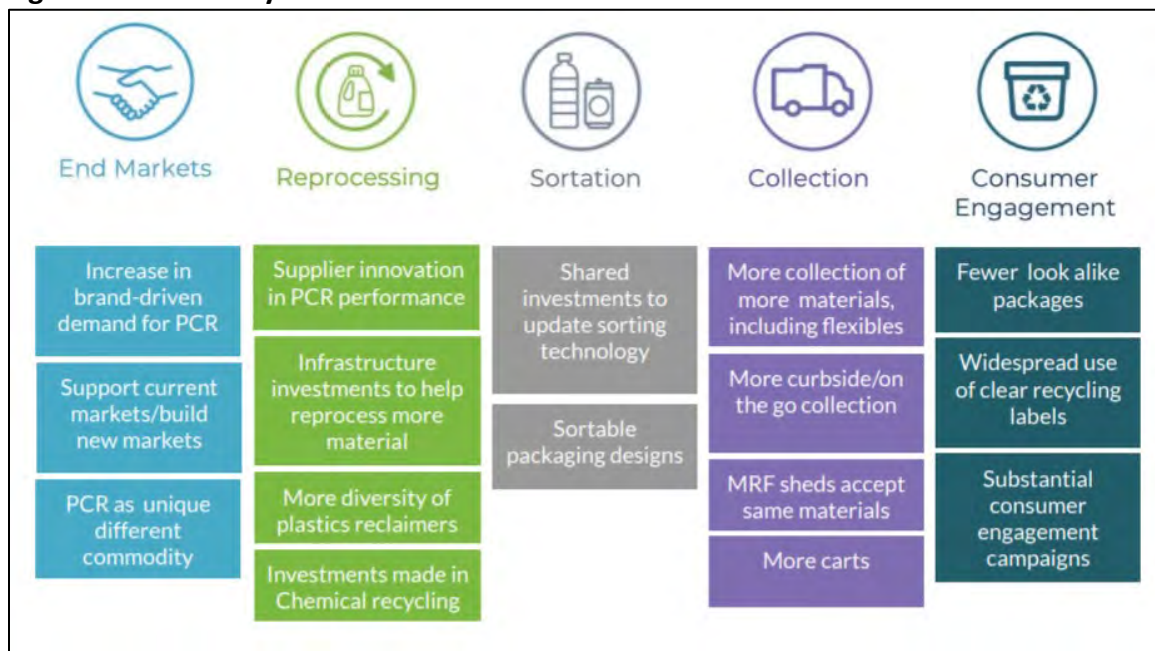 End Markets
Reprocessing
Sortation
Collection
Consumer
Engagement
Increase in
brand-driven
demand for PCR
Support current
markets/build
new markets
PCR as unique
different
commodity
Supplier innovation
in PCR performance
Infrastructure
investments to help
reprocess more
material
More diversity of
plastics reclaimers
Investments made in
Chemical recycling
Shared
investments to
update sorting
technology
Sortable
packaging designs
More collection of
more materials,
including flexibles
More curbside/on
the go collection
MRF sheds accept
same materials
More carts
Fewer look alike
packages
Widespread use
of clear recycling
labels
Substantial
consumer
engagement
campaigns